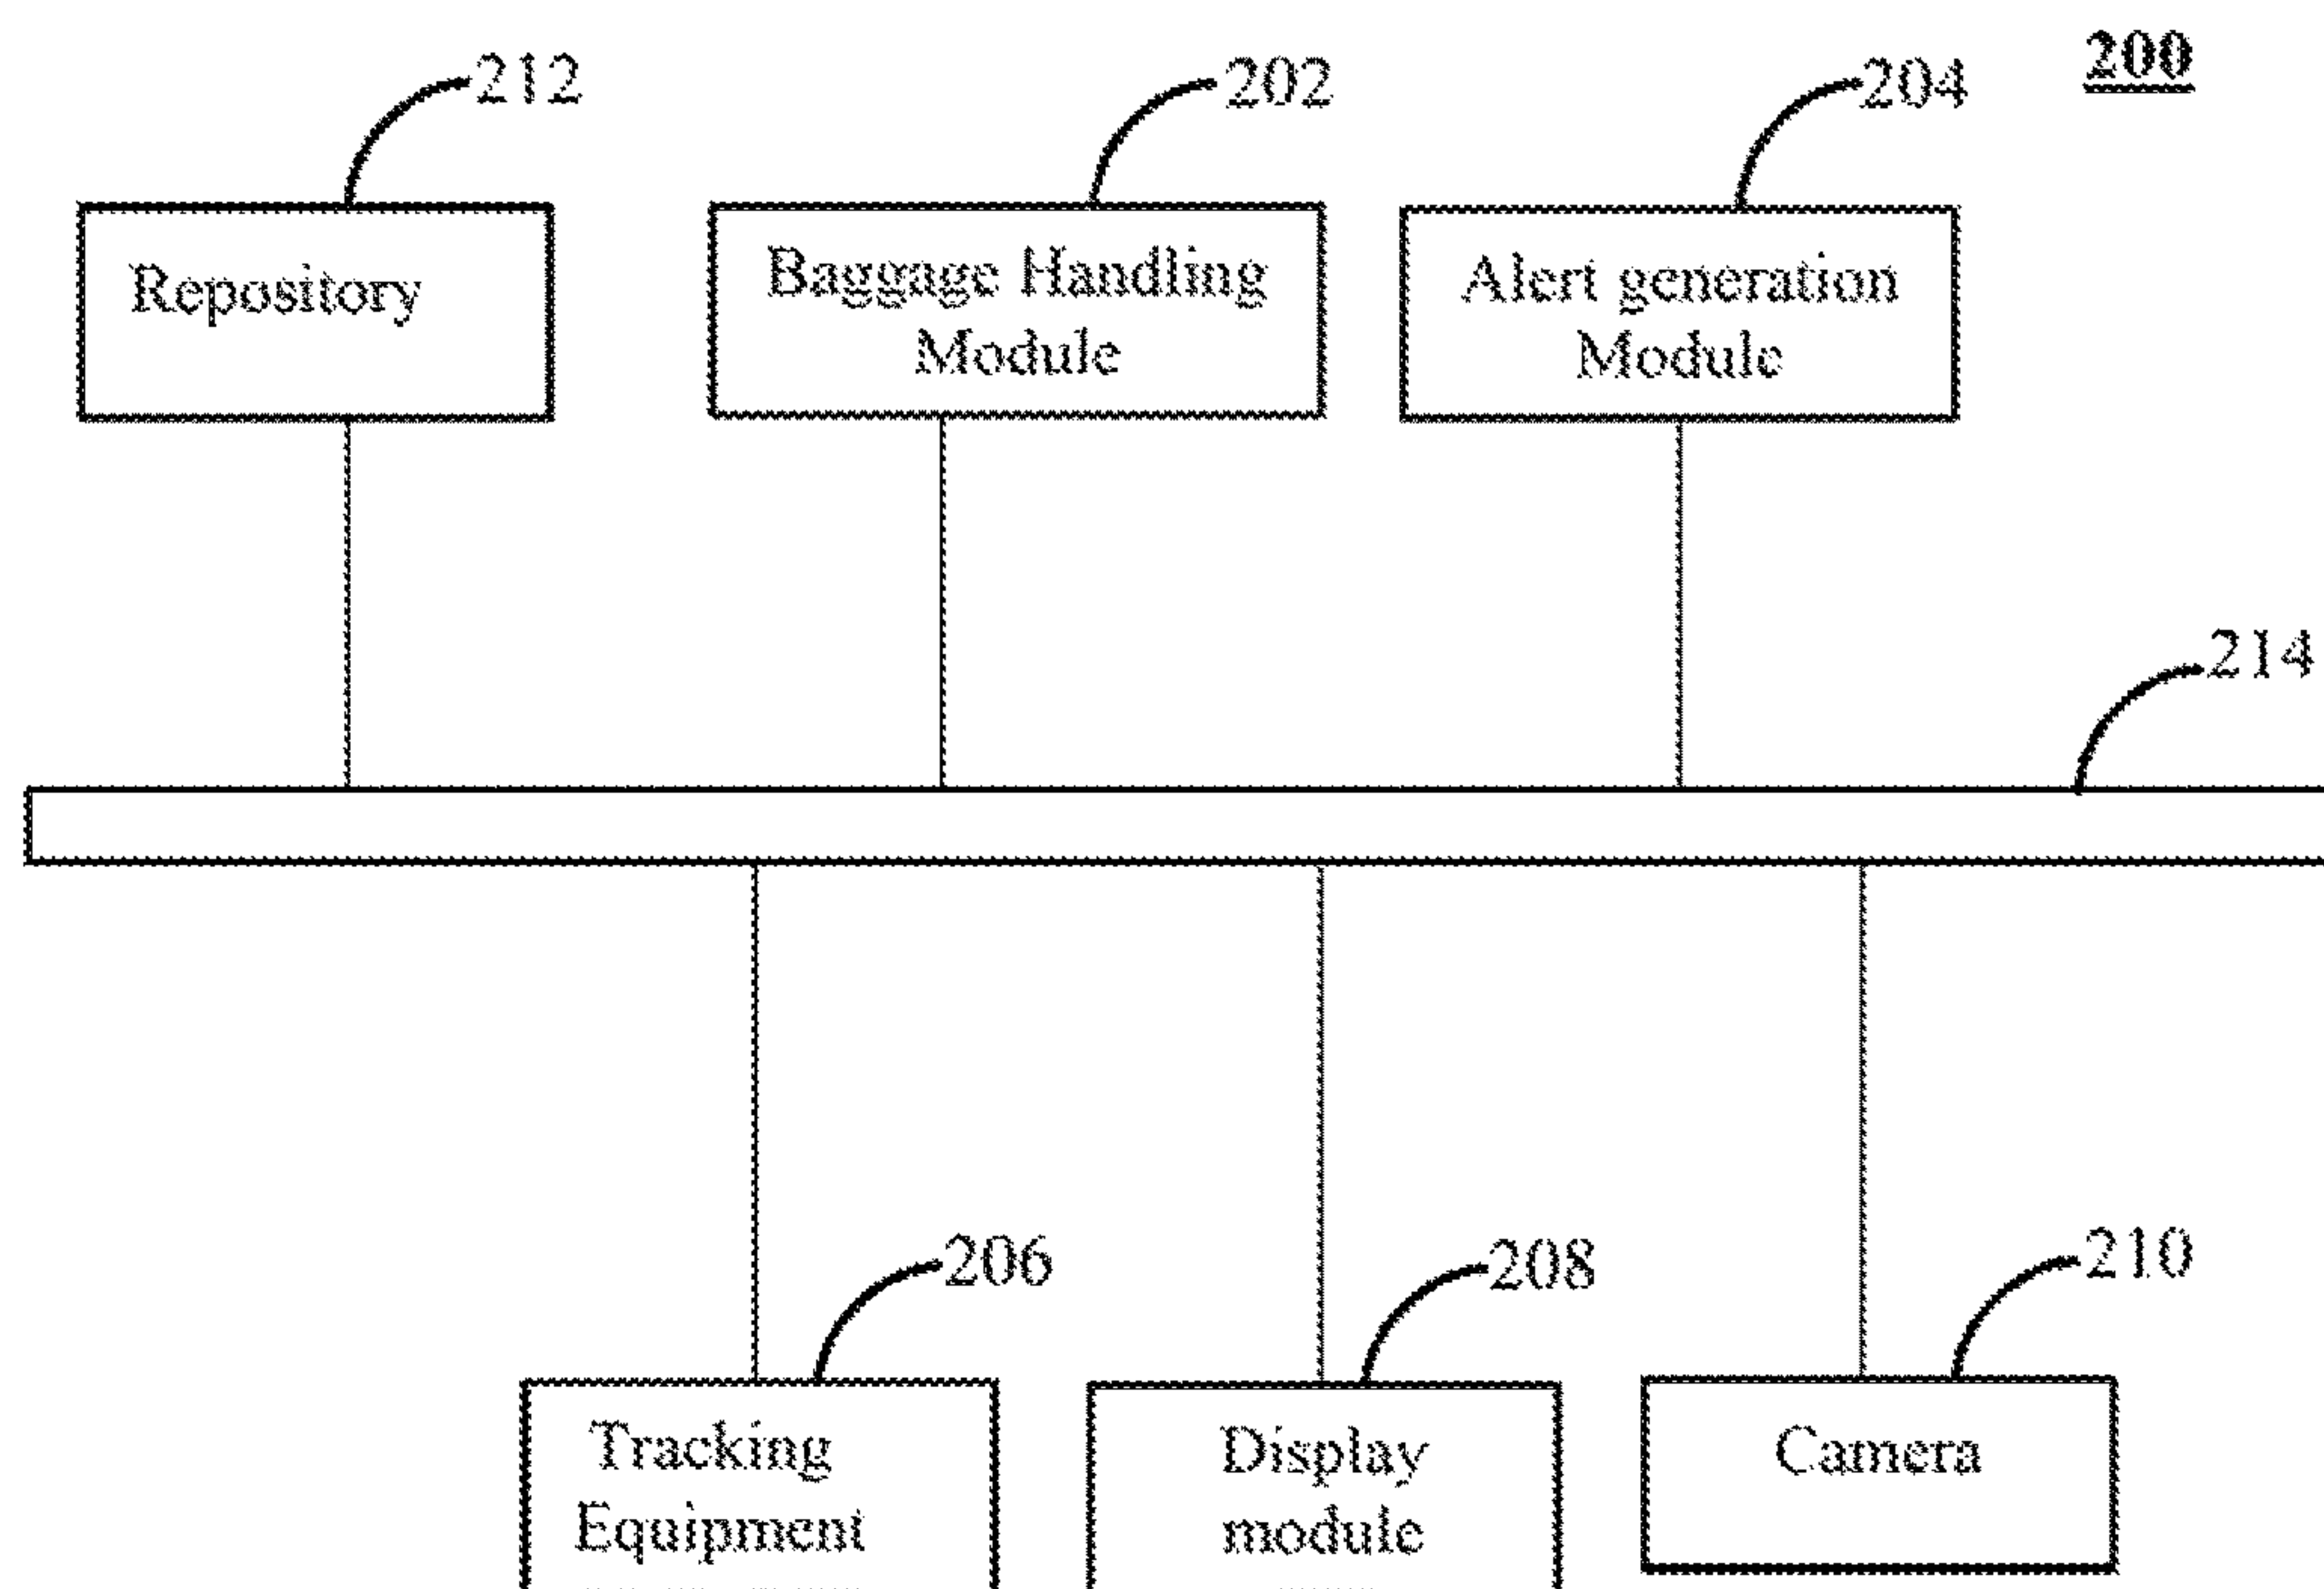 200
212
202
204
Repository
Baggage Handling
Module
Alert generation
Module
214
206
208
210
Tracking
Equipment
Display
module
Camera